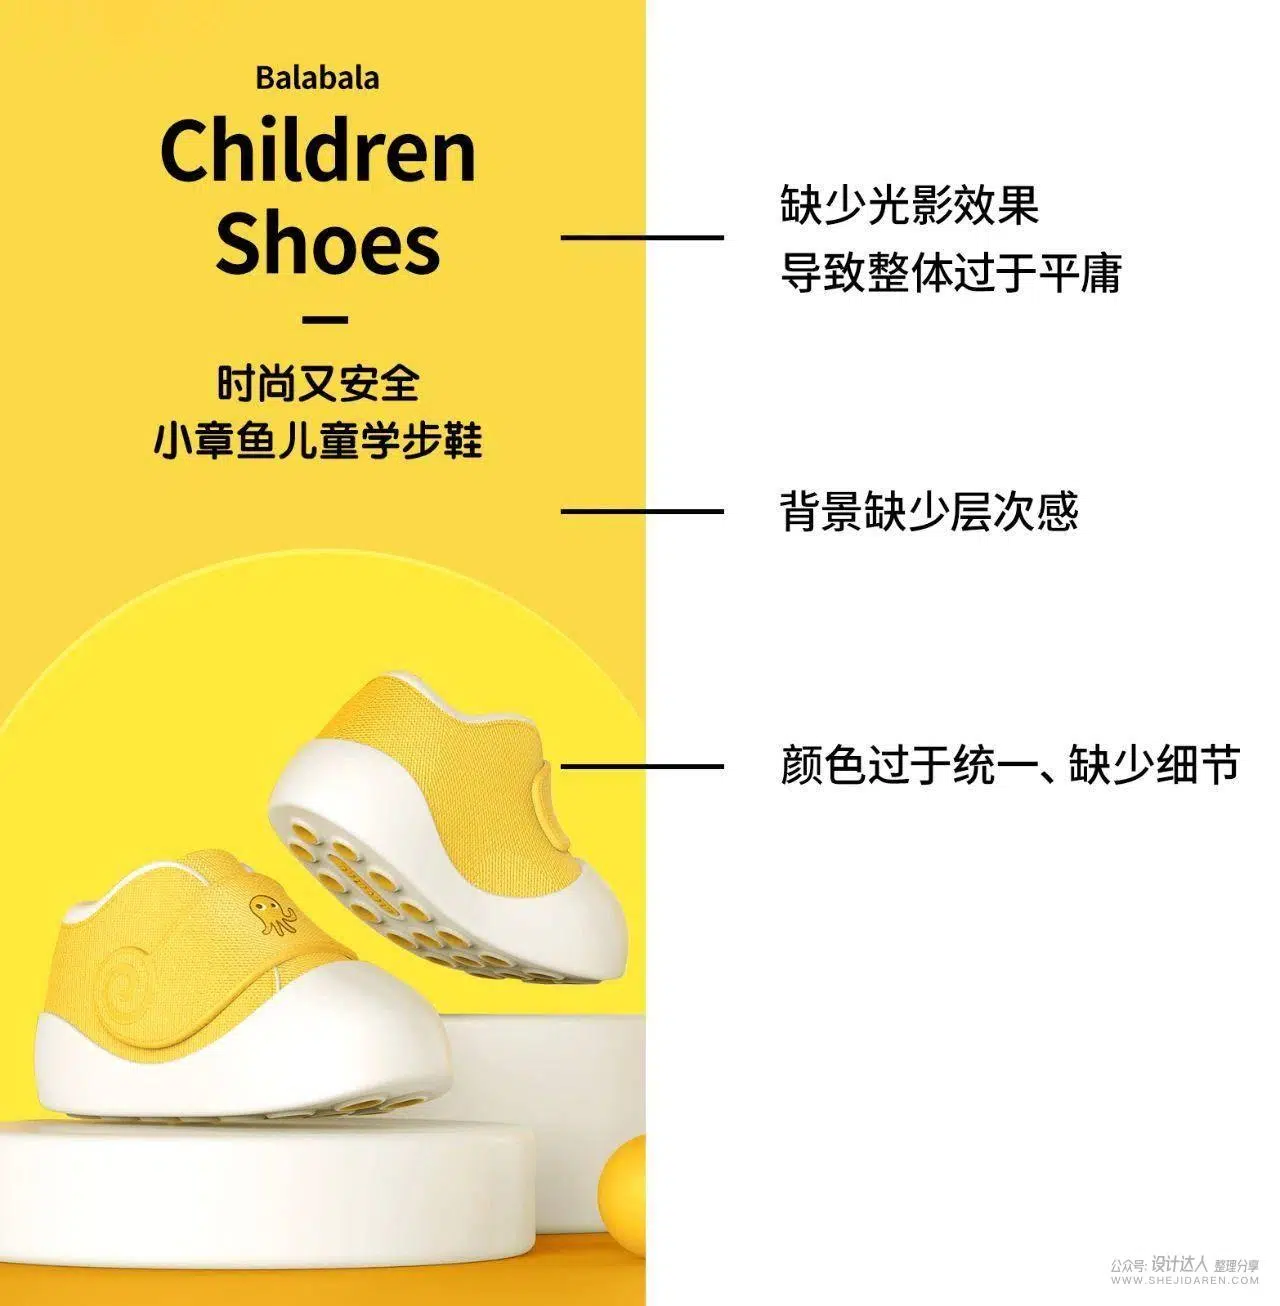 Balabala
Children
Shoes
时尚又安全
小章鱼儿童学步鞋
缺少光影效果
导致整体过于平庸
背景缺少层次感
颜色过于统一、缺少细节
公众号: 设计达人 整理分享
WWW.SHEJIDAREN.COM